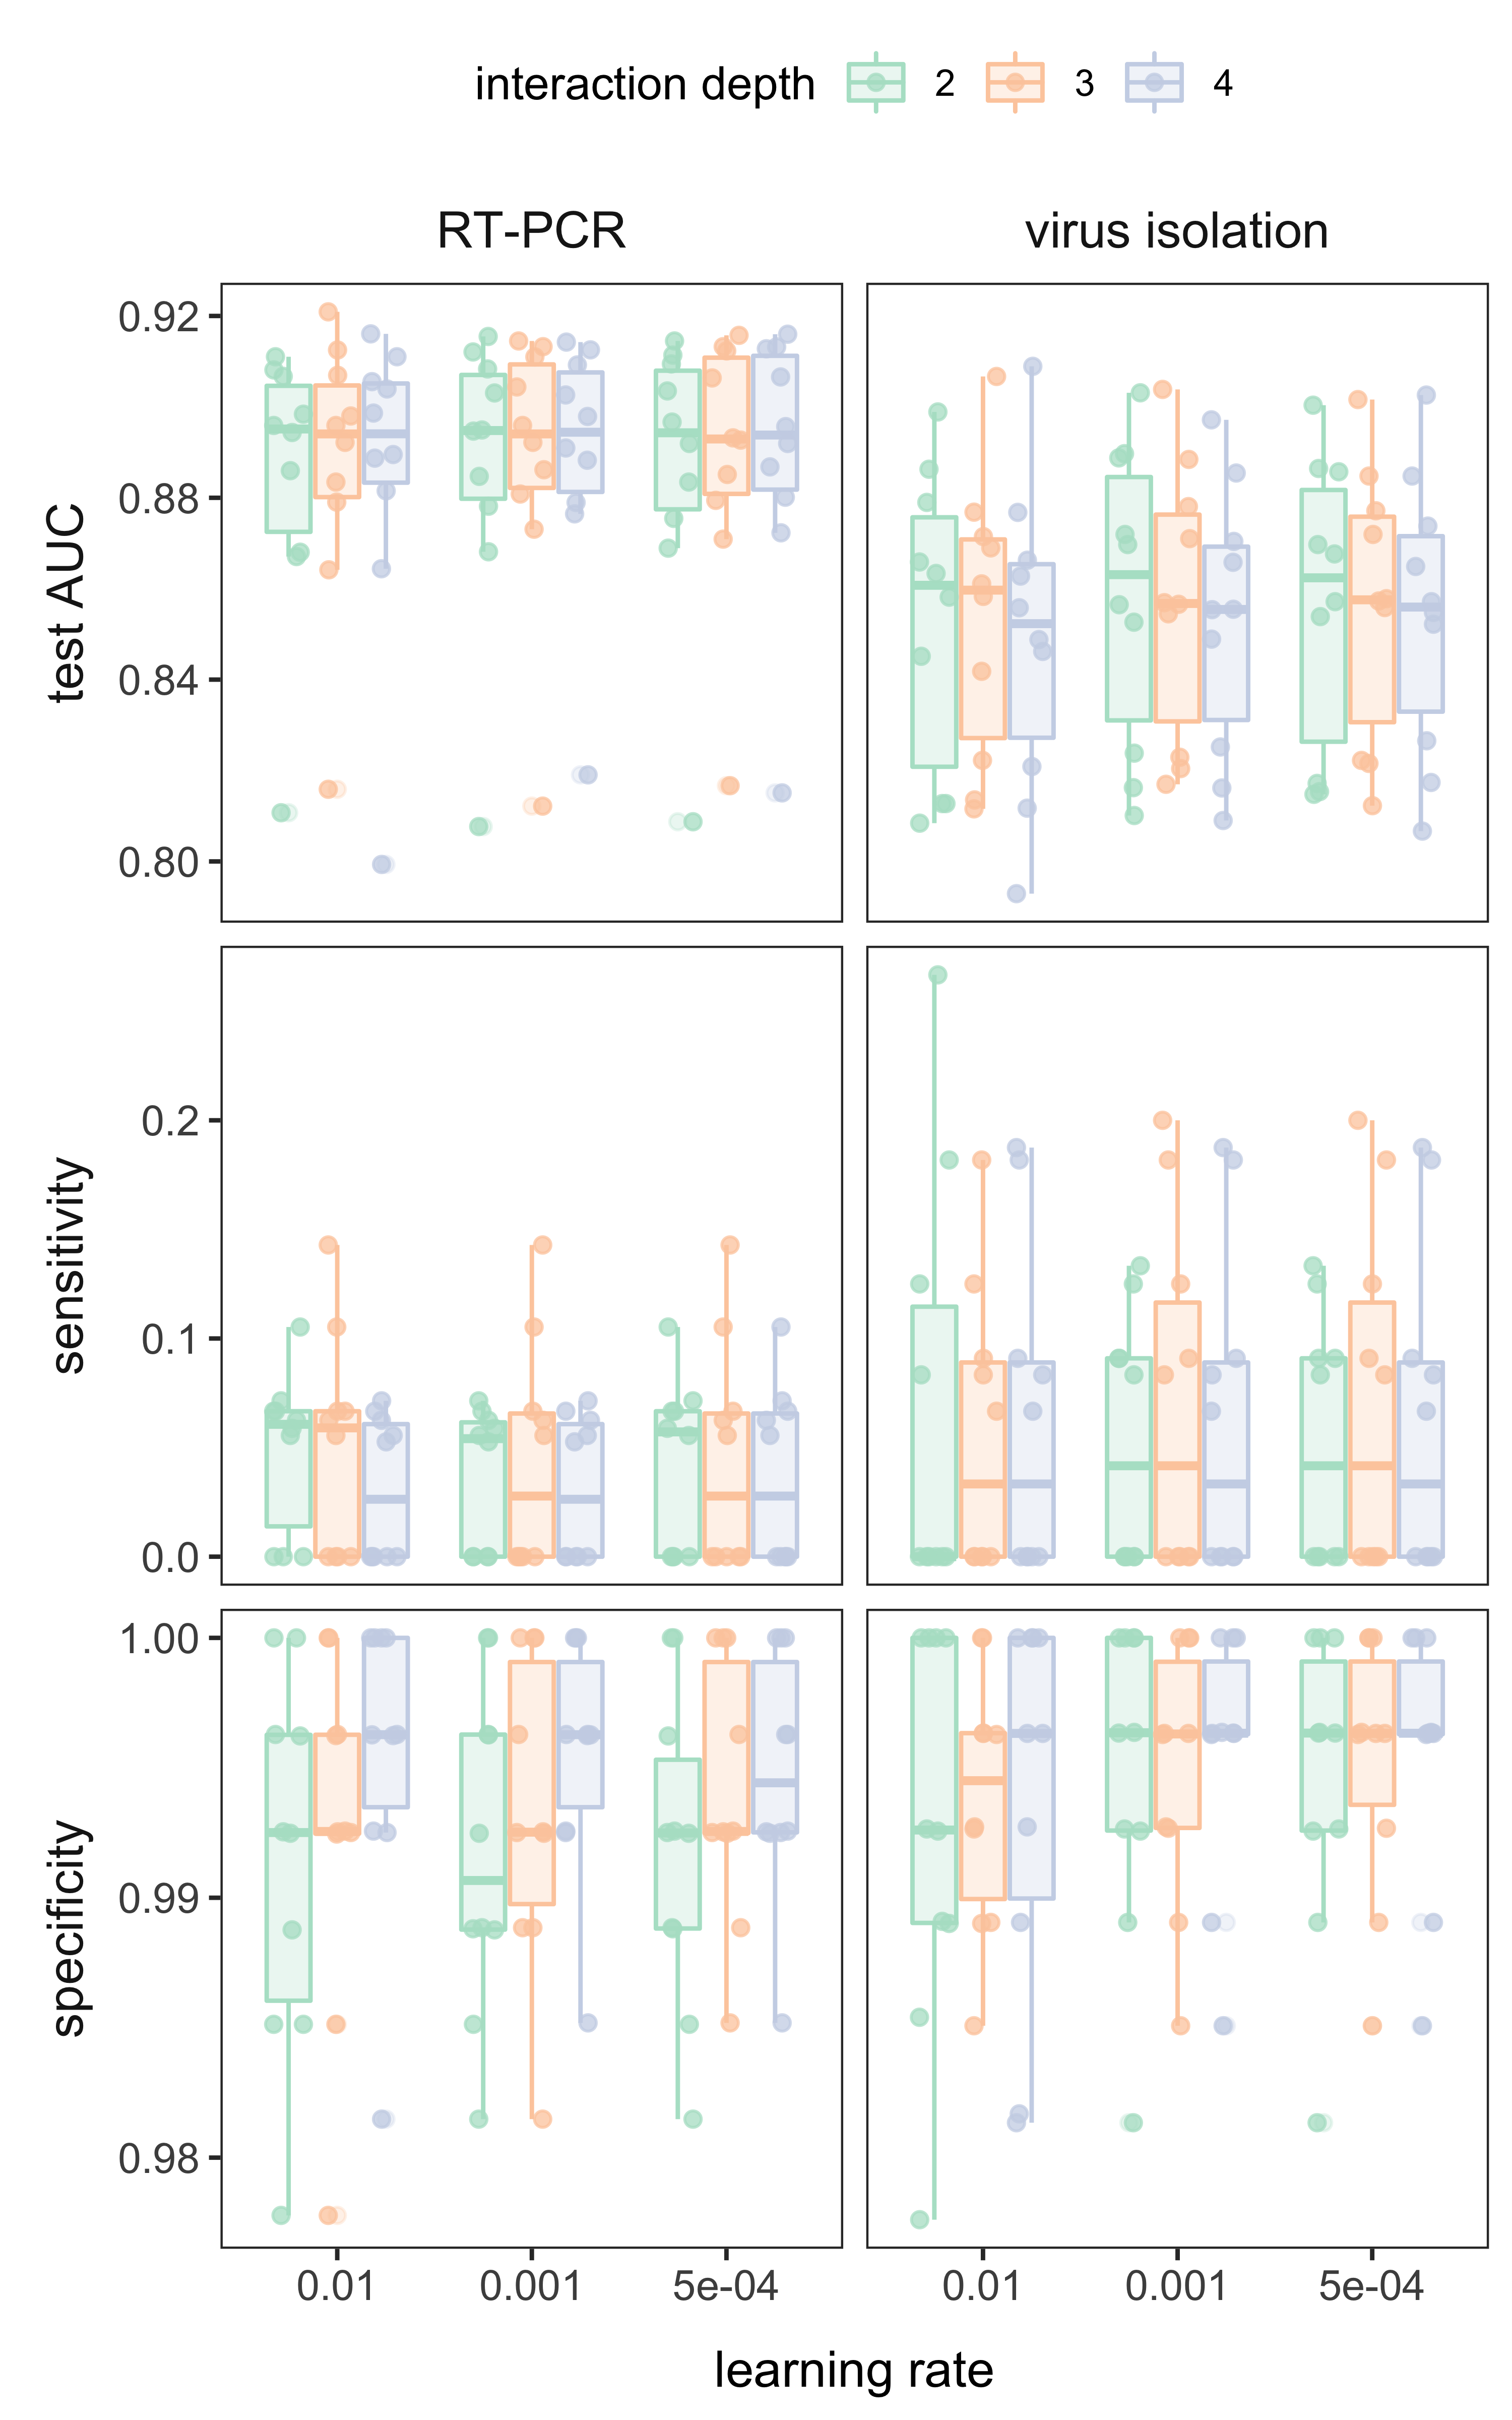 interaction depth 2 3 4
RT-PCR virus isolation
test AUC
0.92
0.88
0.84
0.80
sensitivity
0.2
0.1
0.0
specificity
1.00
0.99
0.98
0.01 0.001 5e-04 0.01 0.001 5e-04
learning rate